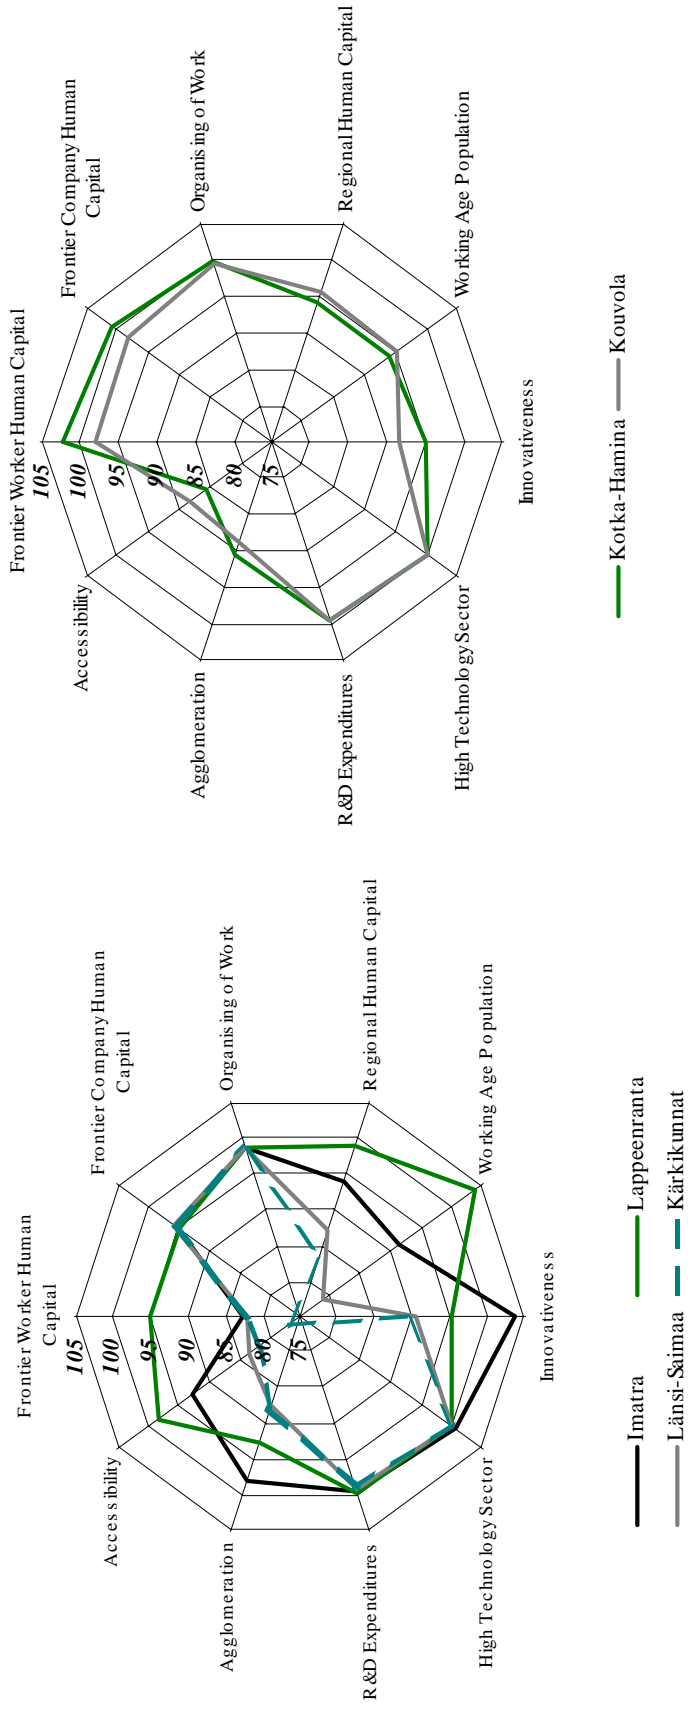 Frontier Worker Human
Capital
Frontier Company Human
Capital
Organising of Work
Regional Human Capital
Working Age Population
Innovativeness
High Technology Sector
R&D Expenditures
Agglomeration
Accessibility
105
100
95
90
85
80
75
Imatra
Lappeenranta
Länsi-Saimaa
Kärkikunnat
Frontier Worker Human Capital
Frontier Company Human
Capital
Organising of Work
Regional Human Capital
Working Age Population
Innovativeness
High Technology Sector
R&D Expenditures
Agglomeration
Accessibility
105
100
95
90
85
80
75
Kotka-Hamina
Kouvola